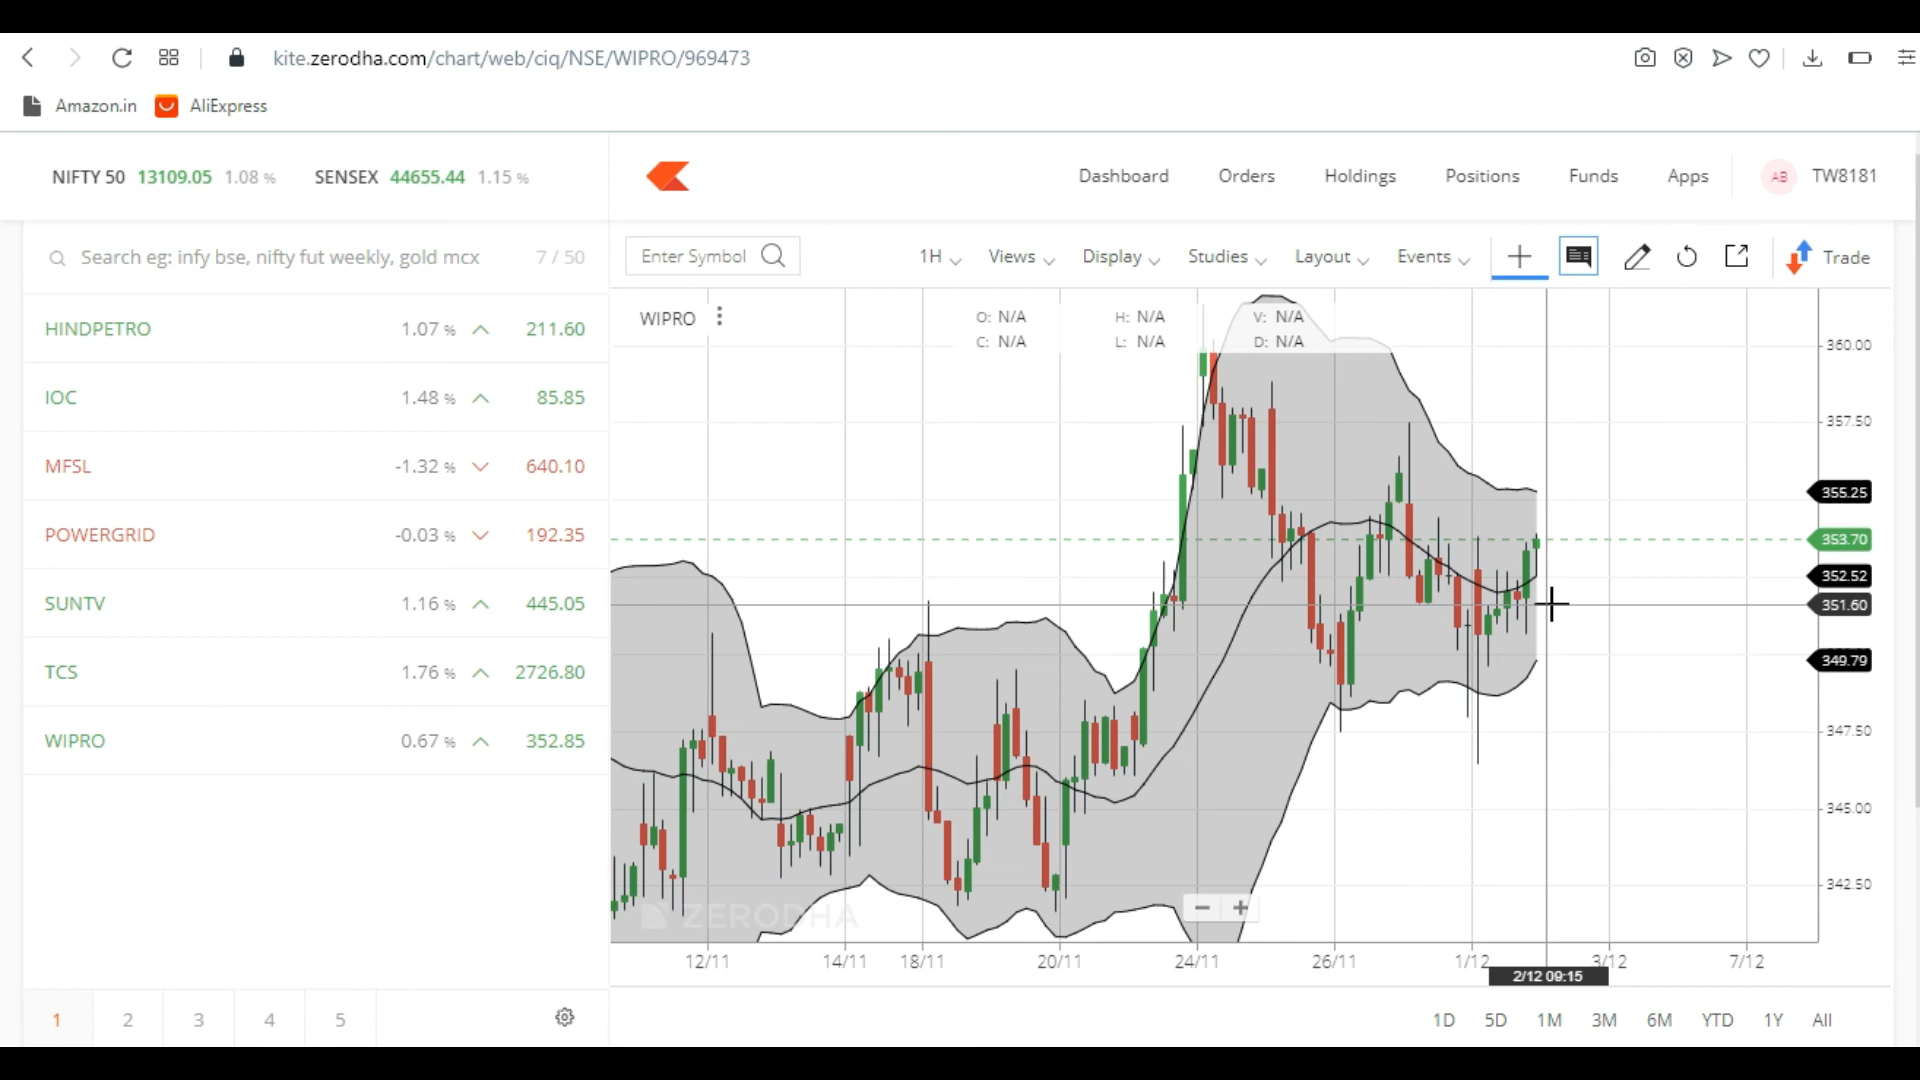 kite.zerodha.com/chart/web/ciq/NSE/WIPRO/969473
Amazon.in AliExpress
NIFTY 50 13109.05 1.08 % SENSEX 44655.44 1.15 %
Dashboard Orders Holdings Positions Funds Apps AB TW8181
Search eg: infy bse, nifty fut weekly, gold mcx 7 / 50
Enter Symbol 1H Views Display Studies Layout Events Trade
HINDPETRO 1.07 % 211.60
IOC 1.48 % 85.85
MFSL -1.32 % 640.10
POWERGRID -0.03 % 192.35
SUNTV 1.16 % 445.05
TCS 1.76 % 2726.80
WIPRO 0.67 % 352.85
1 2 3 4 5
WIPRO
O: N/A H: N/A V: N/A
C: N/A L: N/A D: N/A
360.00
357.50
355.25
353.70
352.52
351.60
349.79
347.50
345.00
342.50
ZERODHA
12/11 14/11 18/11 20/11 24/11 26/11 1/12 3/12 7/12
2/12 09:15
1D 5D 1M 3M 6M YTD 1Y All